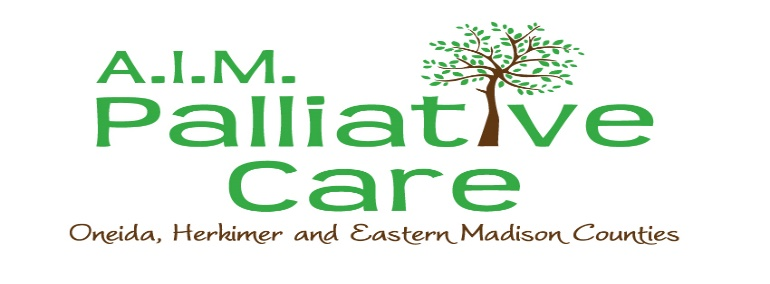 A.I.M.
Palliative
Care
Oneida, Herkimer and Eastern Madison Counties